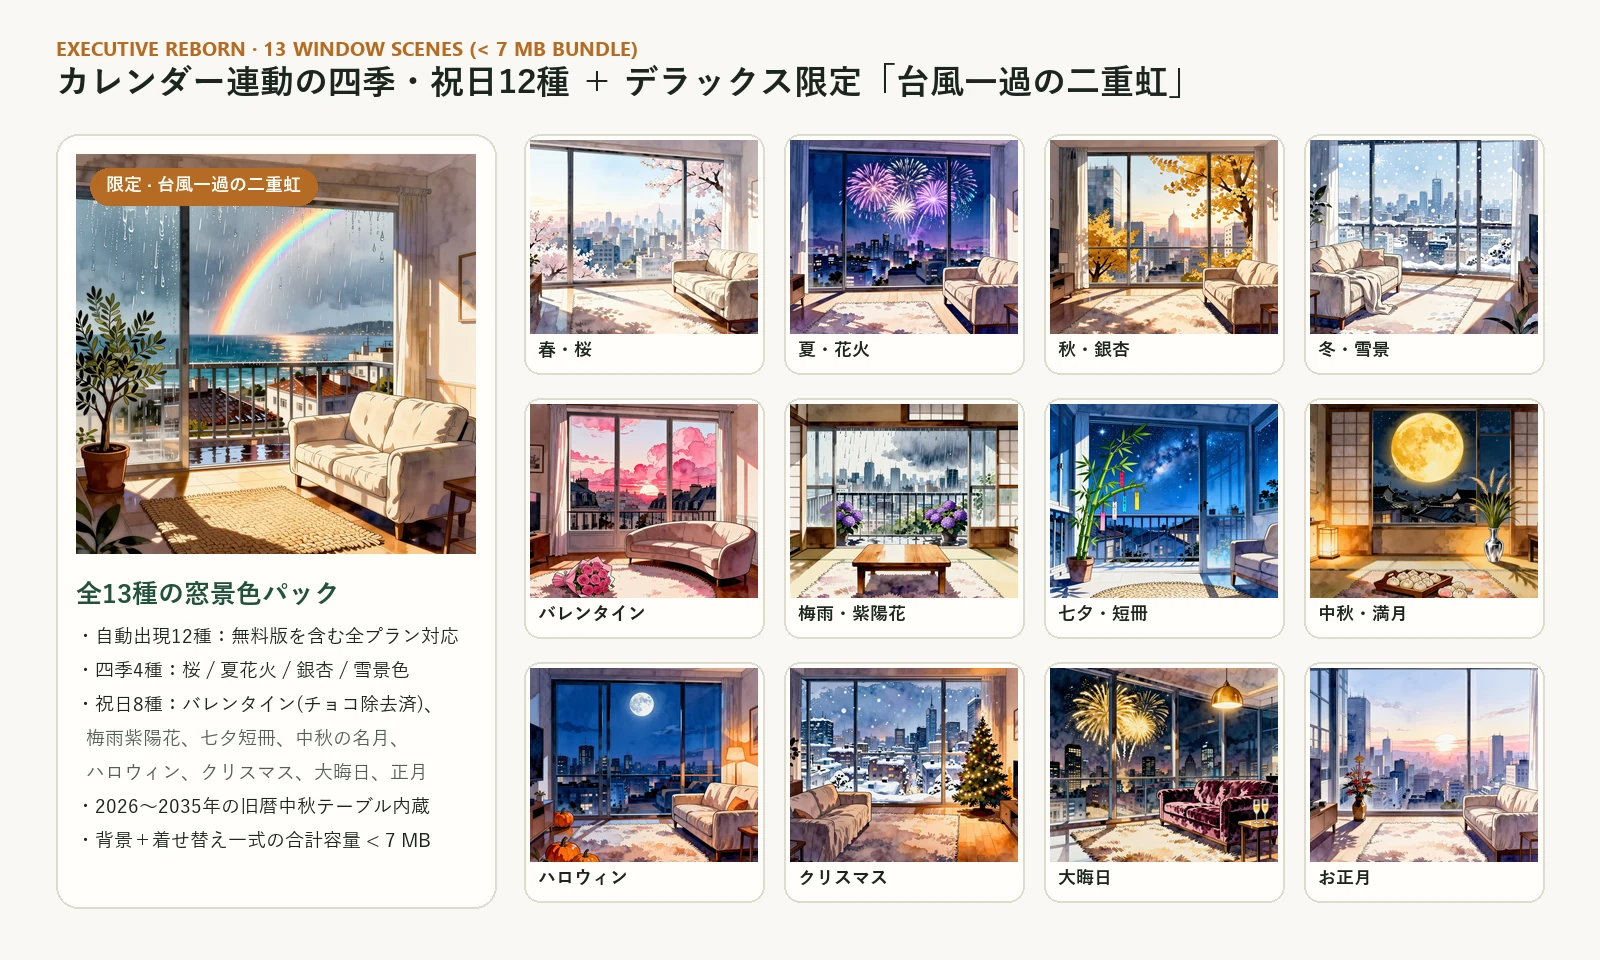 EXECUTIVE REBORN · 13 WINDOW SCENES (< 7 MB BUNDLE)
カレンダー連動の四季・祝日12種 ＋ デラックス限定「台風一過の二重虹」
限定 · 台風一過の二重虹
全13種の窓景色パック
・自動出現12種：無料版を含む全プラン対応
・四季4種：桜 / 夏花火 / 銀杏 / 雪景色
・祝日8種：バレンタイン(チョコ除去済)、
梅雨紫陽花、七夕短冊、中秋の名月、
ハロウィン、クリスマス、大晦日、正月
・2026〜2035年の旧暦中秋テーブル内蔵
・背景＋着せ替え一式の合計容量 < 7 MB
春・桜
夏・花火
秋・銀杏
冬・雪景
バレンタイン
梅雨・紫陽花
七夕・短冊
中秋・満月
ハロウィン
クリスマス
大晦日
お正月